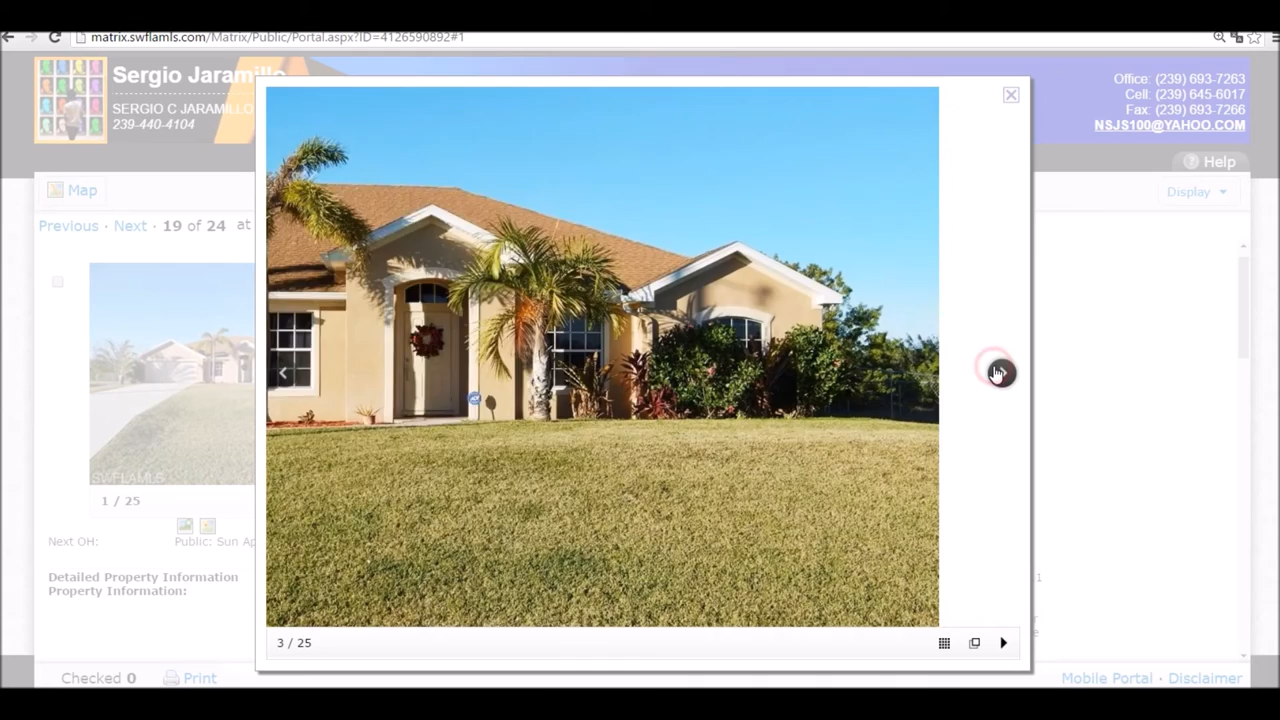 matrix.swflamls.com/Matrix/Public/Portal.aspx?ID=4126590892#1
Sergio Jaramillo
SERGIO C JARAMILLO
239-440-4104
Office: (239) 693-7263
Cell: (239) 645-6017
Fax: (239) 693-7266
NSJS100@YAHOO.COM
? Help
Map
Display
Previous · Next · 19 of 24 at
SWFLAMLS
1 / 25
Next OH: Public: Sun Ap
Detailed Property Information
Property Information:
1
r
e
3 / 25
Checked 0 Print
Mobile Portal · Disclaimer